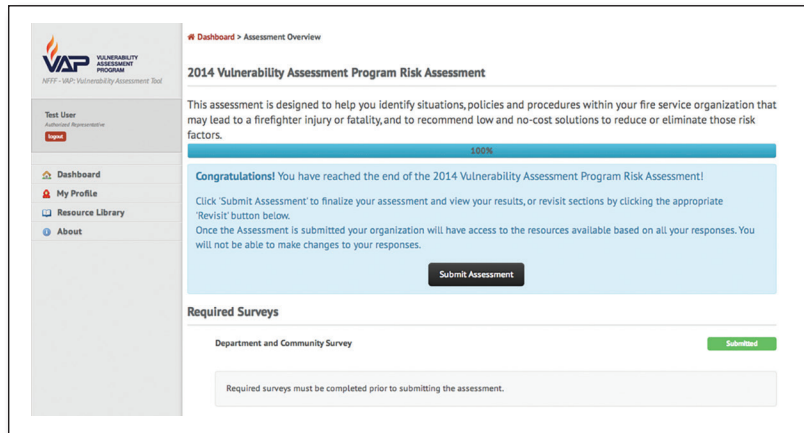 VAP VULNERABILITY
ASSESSMENT
PROGRAM
NFFF - VAP: Vulnerability Assessment Tool
Test User
Authorized Representative
logout
Dashboard
My Profile
Resource Library
About
Dashboard > Assessment Overview
2014 Vulnerability Assessment Program Risk Assessment
This assessment is designed to help you identify situations, policies and procedures within your fire service organization that
may lead to a firefighter injury or fatality, and to recommend low and no-cost solutions to reduce or eliminate those risk
factors.
100%
Congratulations! You have reached the end of the 2014 Vulnerability Assessment Program Risk Assessment!
Click 'Submit Assessment' to finalize your assessment and view your results, or revisit sections by clicking the appropriate
'Revisit' button below.
Once the Assessment is submitted your organization will have access to the resources available based on all your responses. You
will not be able to make changes to your responses.
Submit Assessment
Required Surveys
Department and Community Survey
Submitted
Required surveys must be completed prior to submitting the assessment.